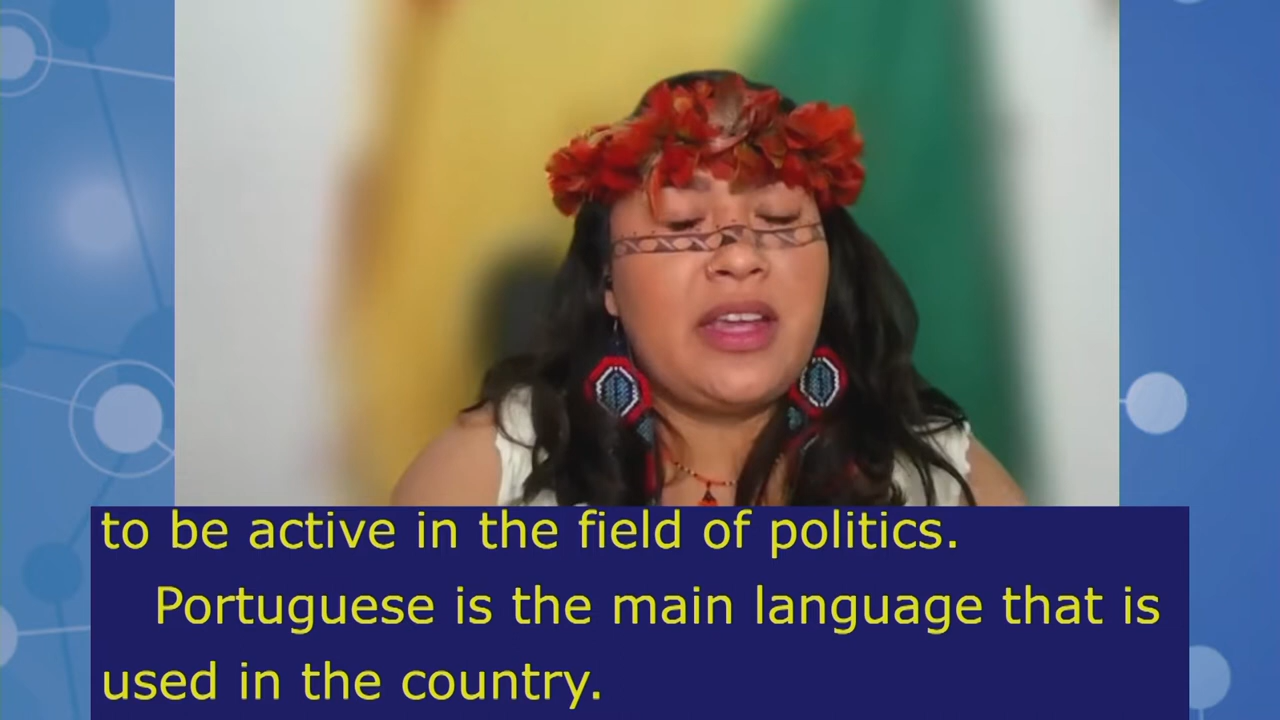 to be active in the field of politics.
Portuguese is the main language that is
used in the country.